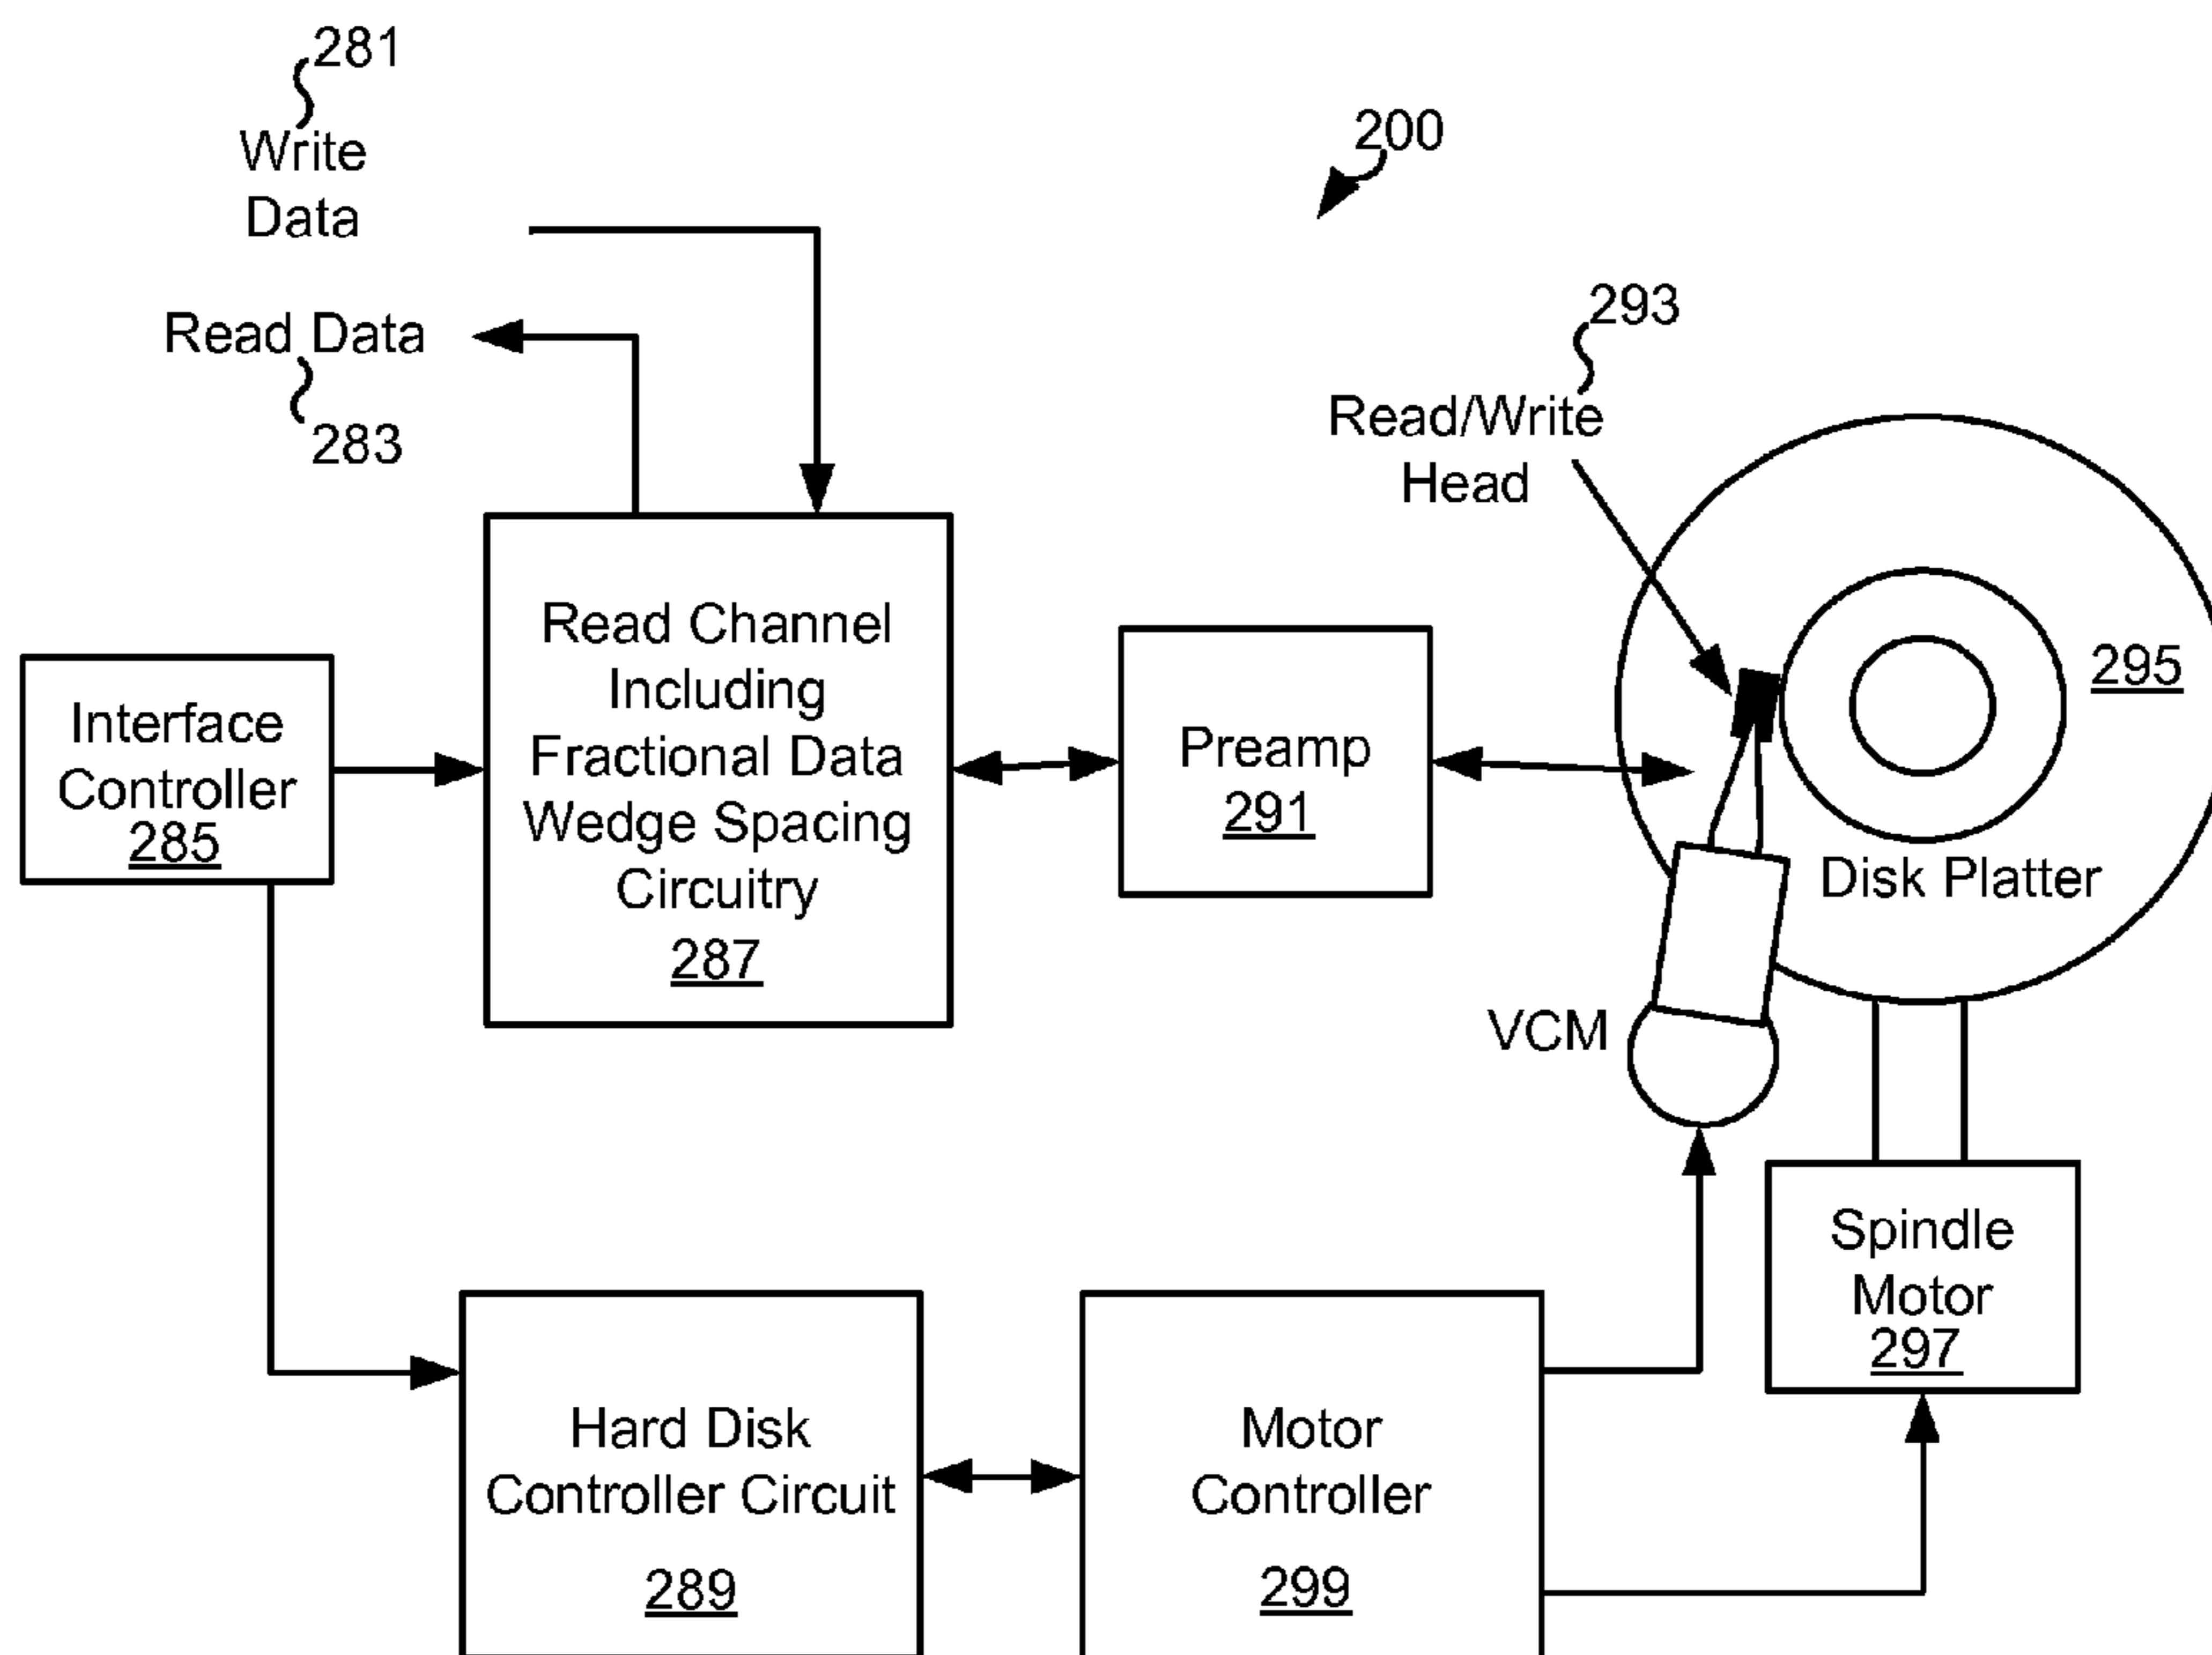 281
Write
Data
200
Read Data
283
293
Read/Write
Head
Read Channel
Including
Fractional Data
Wedge Spacing
Circuitry
287
Interface
Controller
285
Preamp
291
295
Disk Platter
VCM
Spindle
Motor
297
Hard Disk
Controller Circuit
289
Motor
Controller
299